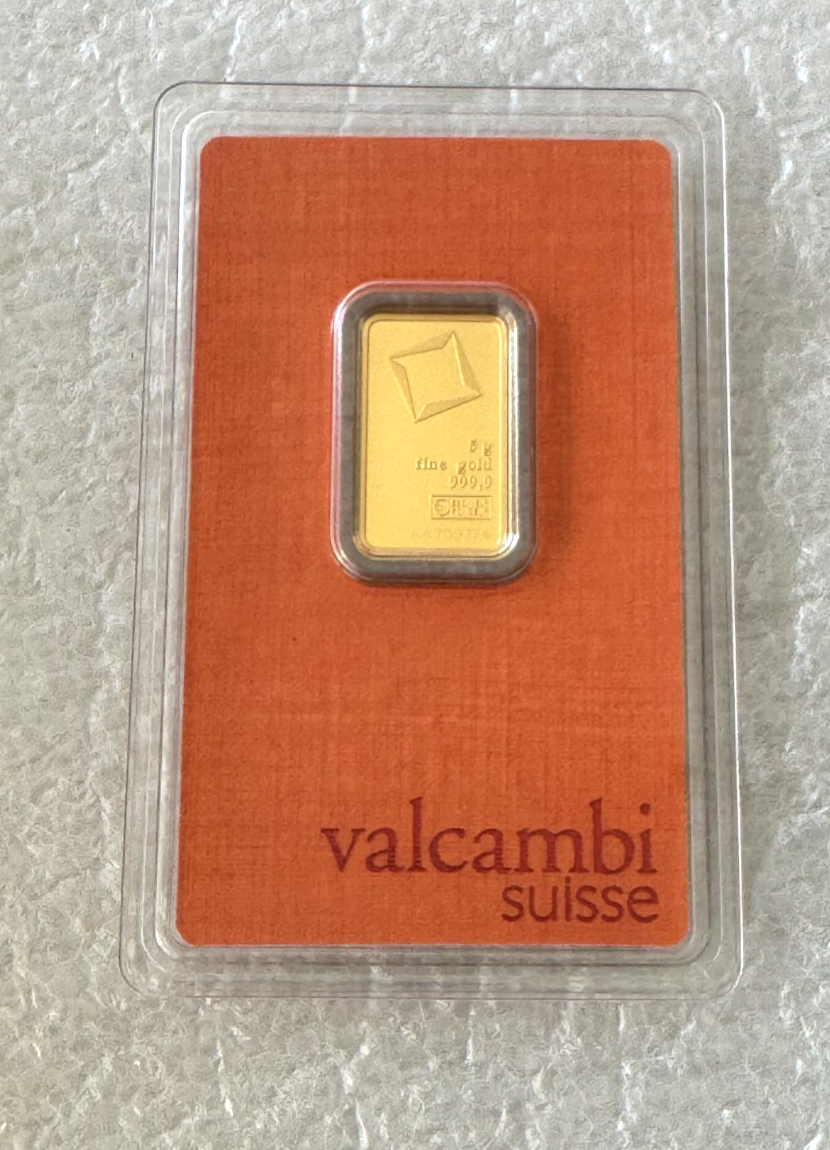 5 g
fine gold
999,9
valcambi
suisse